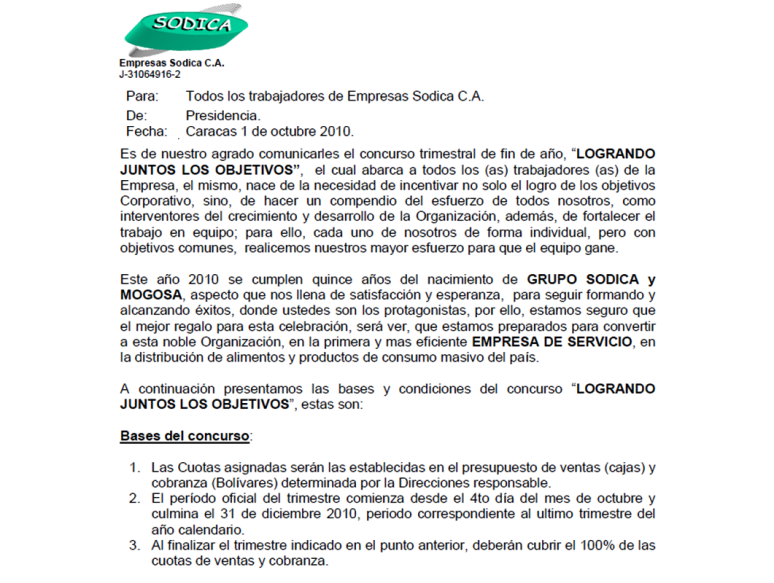 SODICA
Empresas Sodica C.A.
J-31064916-2
Para: Todos los trabajadores de Empresas Sodica C.A.
De: Presidencia.
Fecha: Caracas 1 de octubre 2010.
Es de nuestro agrado comunicarles el concurso trimestral de fin de año, “LOGRANDO
JUNTOS LOS OBJETIVOS”, el cual abarca a todos los (as) trabajadores (as) de la
Empresa, el mismo, nace de la necesidad de incentivar no solo el logro de los objetivos
Corporativo, sino, de hacer un compendio del esfuerzo de todos nosotros, como
interventores del crecimiento y desarrollo de la Organización, además, de fortalecer el
trabajo en equipo; para ello, cada uno de nosotros de forma individual, pero con
objetivos comunes, realicemos nuestros mayor esfuerzo para que el equipo gane.
Este año 2010 se cumplen quince años del nacimiento de GRUPO SODICA y
MOGOSA, aspecto que nos llena de satisfacción y esperanza, para seguir formando y
alcanzando éxitos, donde ustedes son los protagonistas, por ello, estamos seguro que
el mejor regalo para esta celebración, será ver, que estamos preparados para convertir
a esta noble Organización, en la primera y mas eficiente EMPRESA DE SERVICIO, en
la distribución de alimentos y productos de consumo masivo del país.
A continuación presentamos las bases y condiciones del concurso “LOGRANDO
JUNTOS LOS OBJETIVOS”, estas son:
Bases del concurso:
1. Las Cuotas asignadas serán las establecidas en el presupuesto de ventas (cajas) y
cobranza (Bolívares) determinada por la Direcciones responsable.
2. El período oficial del trimestre comienza desde el 4to día del mes de octubre y
culmina el 31 de diciembre 2010, periodo correspondiente al ultimo trimestre del
año calendario.
3. Al finalizar el trimestre indicado en el punto anterior, deberán cubrir el 100% de las
cuotas de ventas y cobranza.